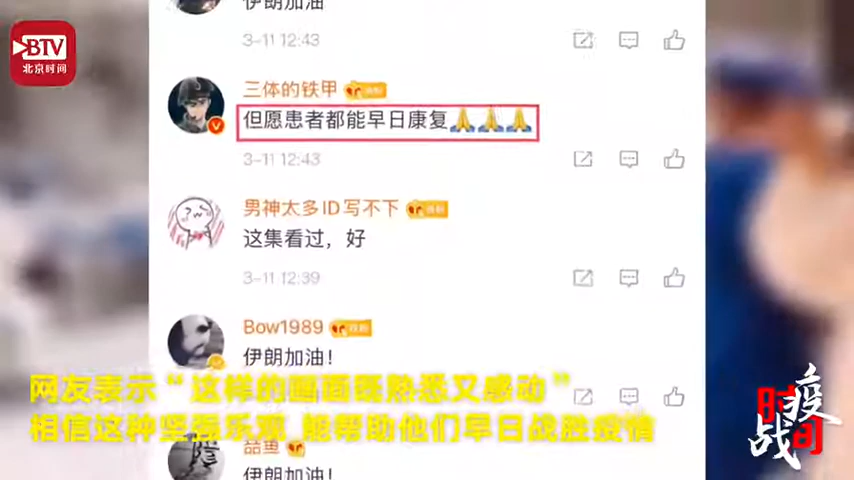 伊朗加油
3-11 12:43
BTV
北京时间
三体的铁甲
但愿患者都能早日康复🙏🙏🙏
3-11 12:43
男神太多ID写不下
这集看过，好
3-11 12:39
Bow1989
伊朗加油！
网友表示“这样的画面既熟悉又感动”
相信这种坚强乐观 能帮助他们早日战胜疫情
战疫时间
伊朗加油！